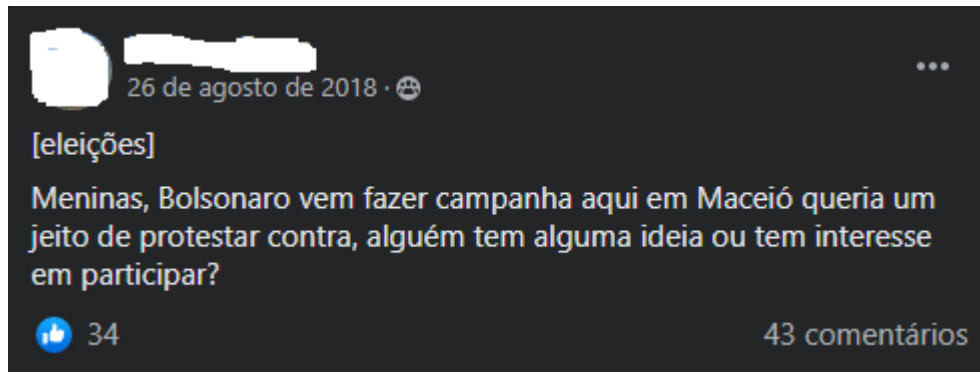 26 de agosto de 2018 ·
[eleições]
Meninas, Bolsonaro vem fazer campanha aqui em Maceió queria um
jeito de protestar contra, alguém tem alguma ideia ou tem interesse
em participar?
34
43 comentários